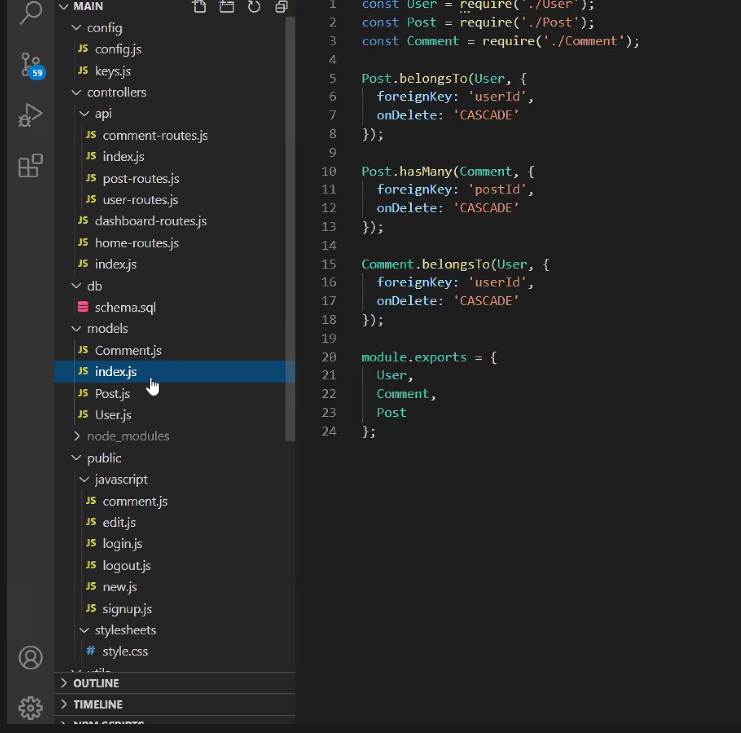 MAIN
config
JS config.js
JS keys.js
controllers
api
JS comment-routes.js
JS index.js
JS post-routes.js
JS user-routes.js
JS dashboard-routes.js
JS home-routes.js
JS index.js
db
schema.sql
models
JS Comment.js
JS index.js
JS Post.js
JS User.js
node_modules
public
javascript
JS comment.js
JS edit.js
JS login.js
JS logout.js
JS new.js
JS signup.js
stylesheets
# style.css
OUTLINE
TIMELINE
NPM SCRIPTS
59
1 const User = require('./User');
2 const Post = require('./Post');
3 const Comment = require('./Comment');
4
5 Post.belongsTo(User, {
6 foreignKey: 'userId',
7 onDelete: 'CASCADE'
8 });
9
10 Post.hasMany(Comment, {
11 foreignKey: 'postId',
12 onDelete: 'CASCADE'
13 });
14
15 Comment.belongsTo(User, {
16 foreignKey: 'userId',
17 onDelete: 'CASCADE'
18 });
19
20 module.exports = {
21 User,
22 Comment,
23 Post
24 };